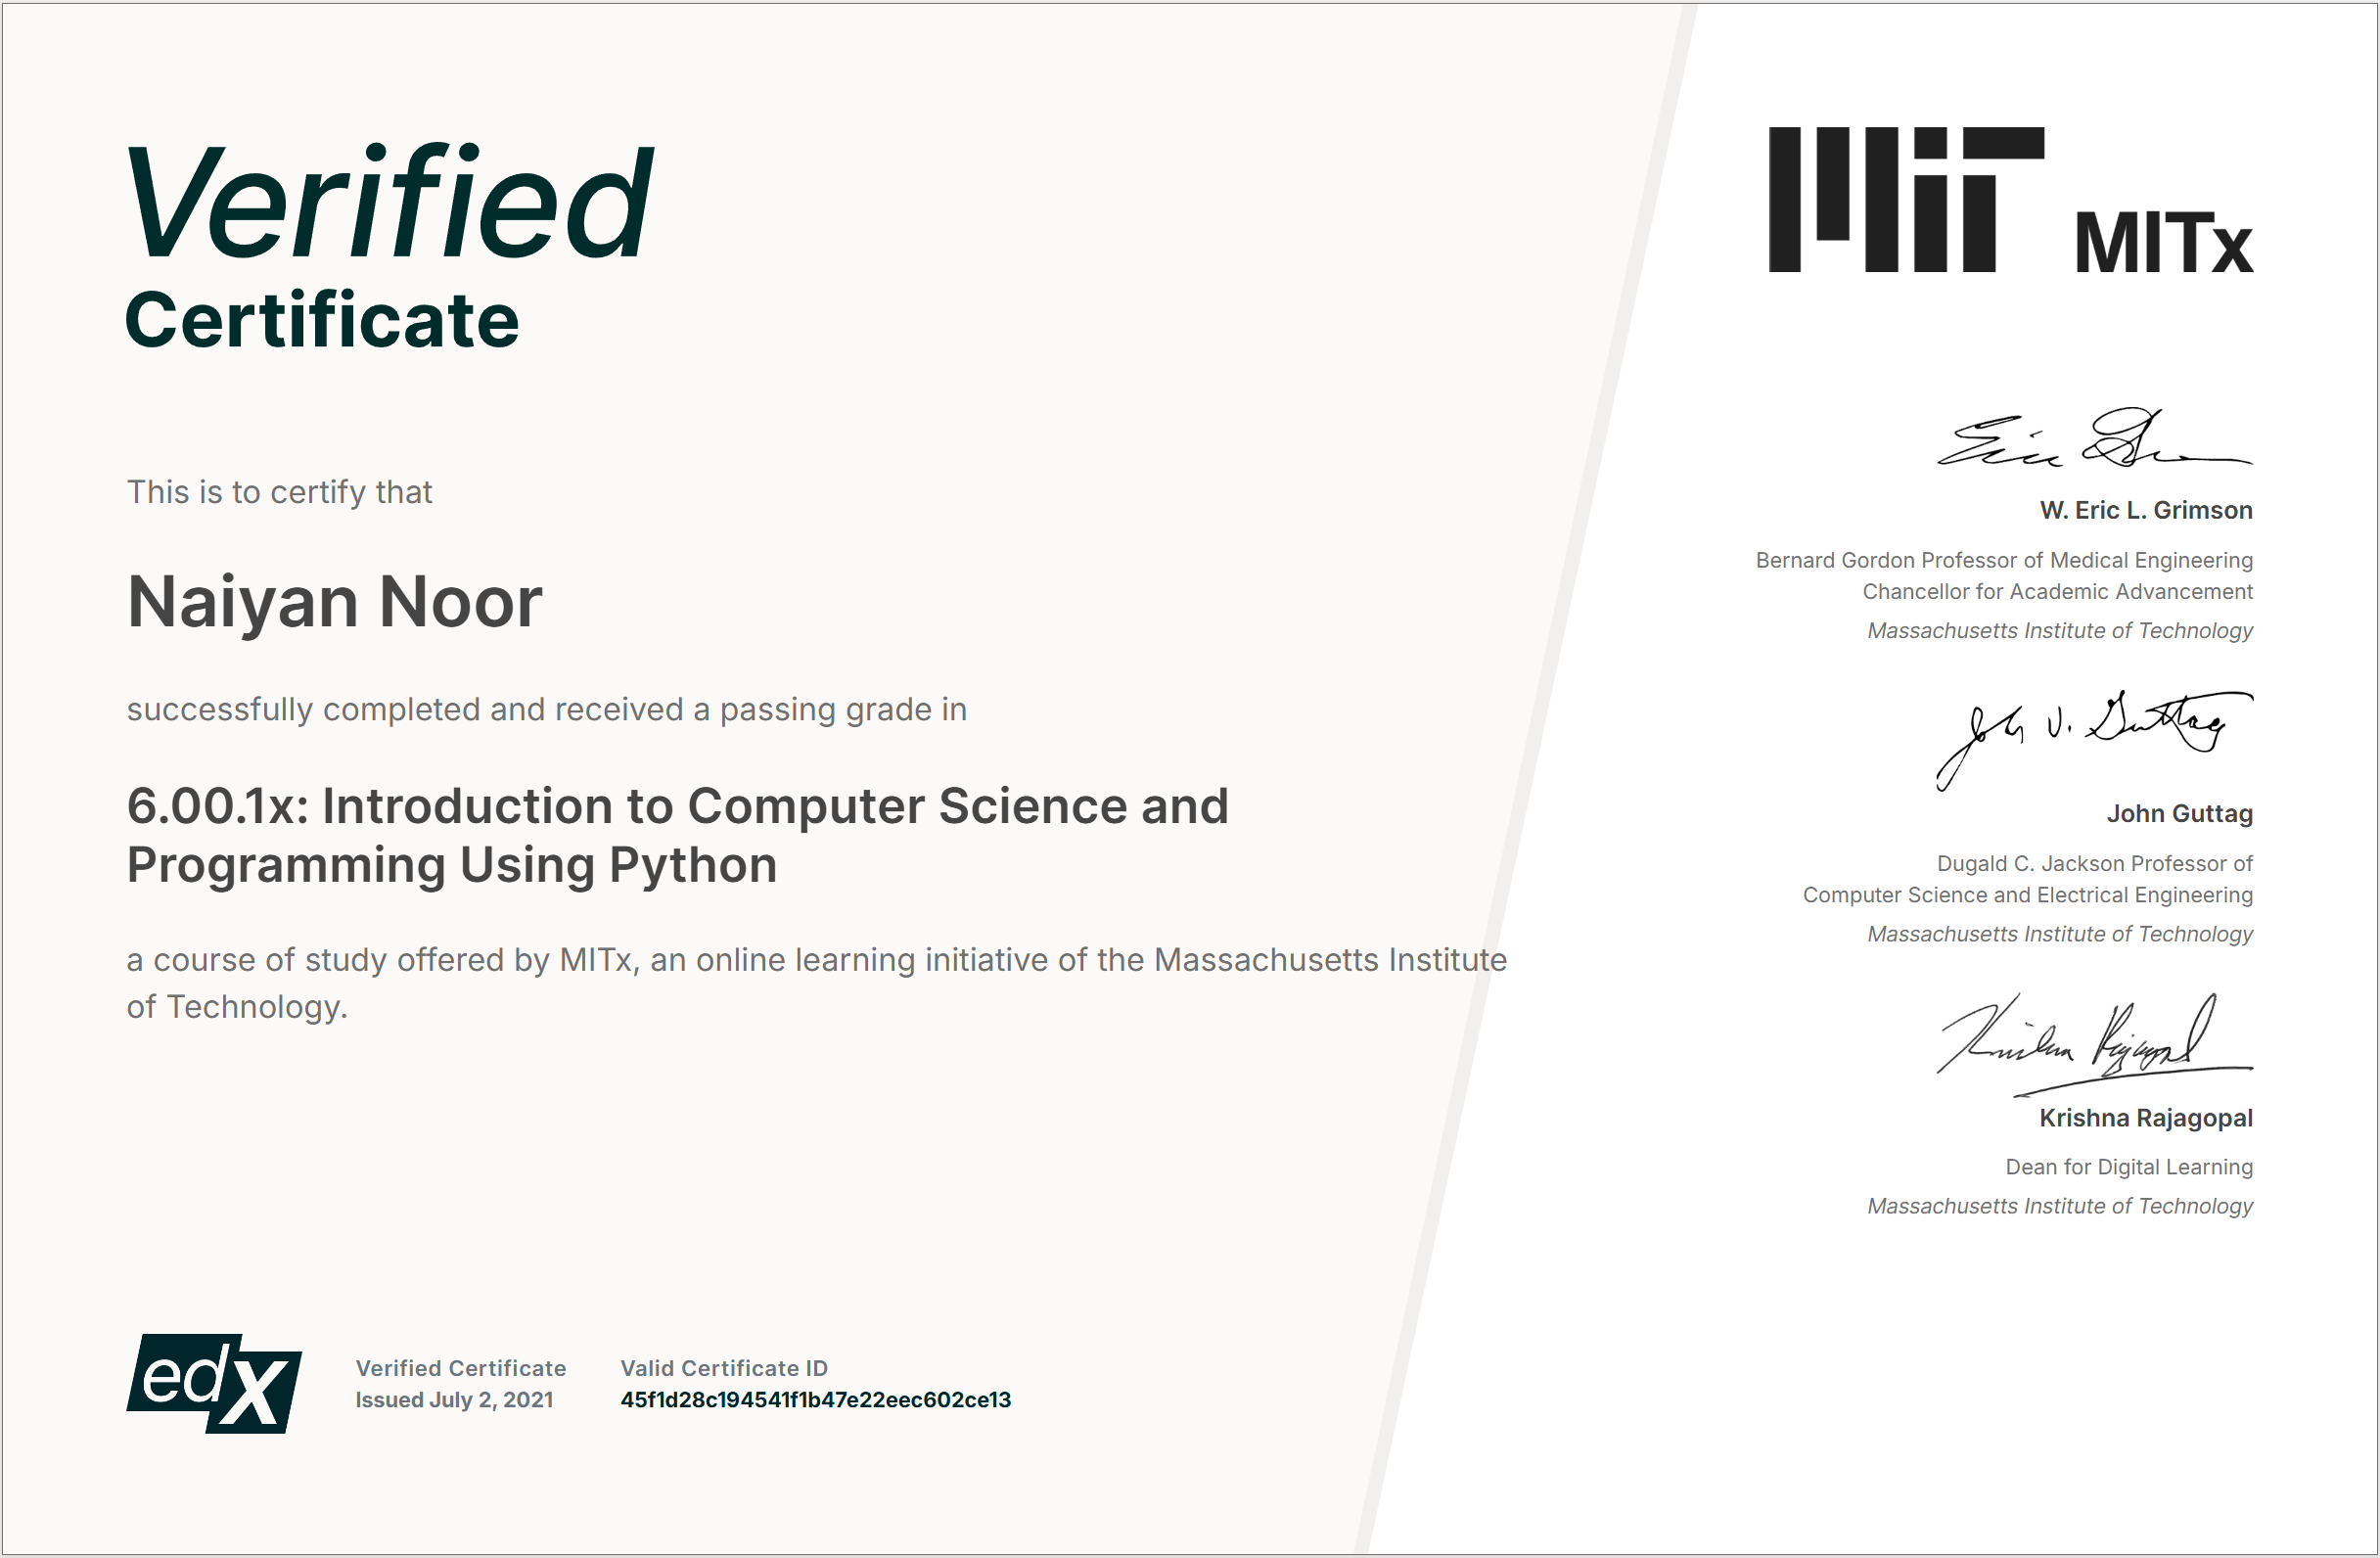 Verified
Certificate
This is to certify that
Naiyan Noor
successfully completed and received a passing grade in
6.00.1x: Introduction to Computer Science and
Programming Using Python
a course of study offered by MITx, an online learning initiative of the Massachusetts Institute
of Technology.
edX
Verified Certificate
Issued July 2, 2021
Valid Certificate ID
45f1d28c194541f1b47e22eec602ce13
MIT MITx
Eric
W. Eric L. Grimson
Bernard Gordon Professor of Medical Engineering
Chancellor for Academic Advancement
Massachusetts Institute of Technology
John V. Guttag
John Guttag
Dugald C. Jackson Professor of
Computer Science and Electrical Engineering
Massachusetts Institute of Technology
Krishna Rajagopal
Krishna Rajagopal
Dean for Digital Learning
Massachusetts Institute of Technology